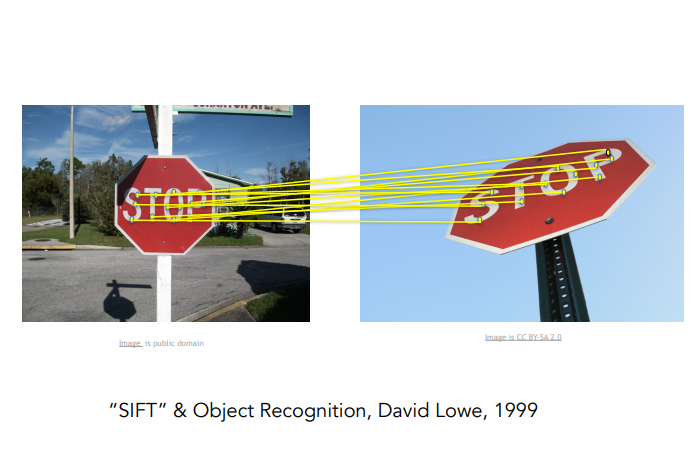 STOP
STOP
Image is public domain
Image is CC BY-SA 2.0
“SIFT” & Object Recognition, David Lowe, 1999